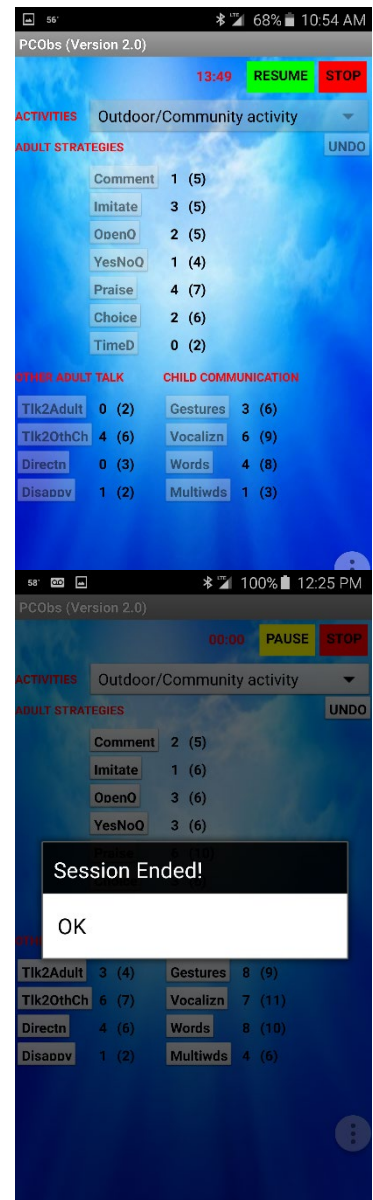 56° LTE 68% 10:54 AM
PCObs (Version 2.0)
13:49 RESUME STOP
ACTIVITIES Outdoor/Community activity
ADULT STRATEGIES UNDO
Comment 1 (5)
Imitate 3 (5)
OpenQ 2 (5)
YesNoQ 1 (4)
Praise 4 (7)
Choice 2 (6)
TimeD 0 (2)
OTHER ADULT TALK CHILD COMMUNICATION
Tlk2Adult 0 (2) Gestures 3 (6)
Tlk2OthCh 4 (6) Vocalizn 6 (9)
Directn 0 (3) Words 4 (8)
Disappv 1 (2) Multiwds 1 (3)
58° LTE 100% 12:25 PM
PCObs (Version 2.0)
00:00 PAUSE STOP
ACTIVITIES Outdoor/Community activity
ADULT STRATEGIES UNDO
Comment 2 (5)
Imitate 1 (6)
OpenQ 3 (6)
YesNoQ 3 (6)
Session Ended!
OK
Tlk2Adult 3 (4) Gestures 8 (9)
Tlk2OthCh 6 (7) Vocalizn 7 (11)
Directn 4 (6) Words 8 (10)
Disappv 1 (2) Multiwds 4 (6)